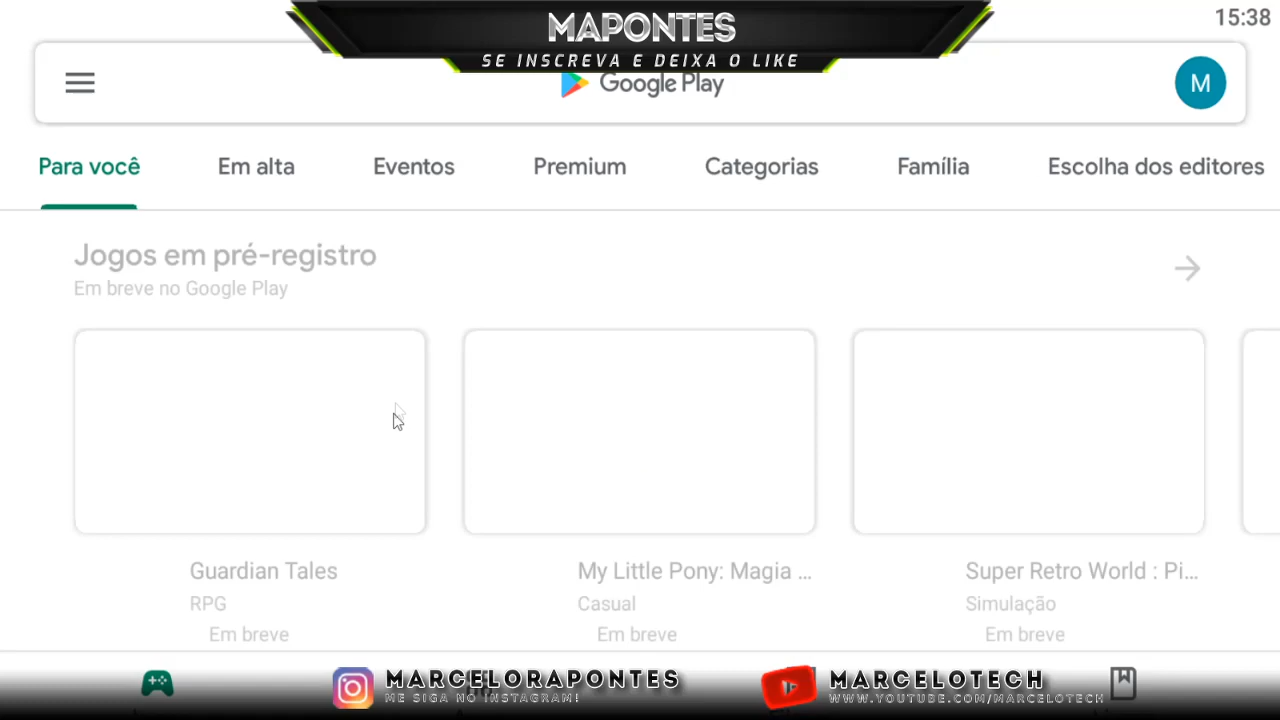 MAPONTES
SE INSCREVA E DEIXA O LIKE
15:38
Google Play
M
Para você
Em alta
Eventos
Premium
Categorias
Família
Escolha dos editores
Jogos em pré-registro
Em breve no Google Play
Guardian Tales
RPG
Em breve
My Little Pony: Magia ...
Casual
Em breve
Super Retro World : Pi...
Simulação
Em breve
MARCELORAPONTES
ME SIGA NO INSTAGRAM!
MARCELOTECH
WWW.YOUTUBE.COM/MARCELOTECH